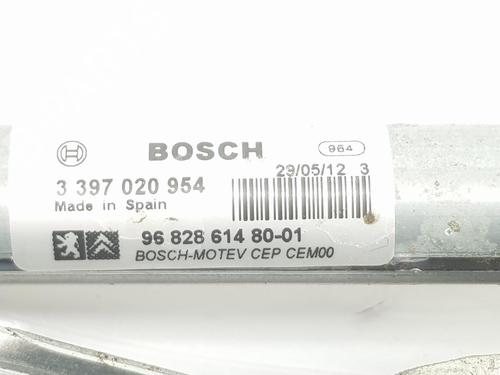 BOSCH
964
29/05/12 3
3 397 020 954
Made in Spain
96 828 614 80-01
BOSCH-MOTEV CEP CEM00